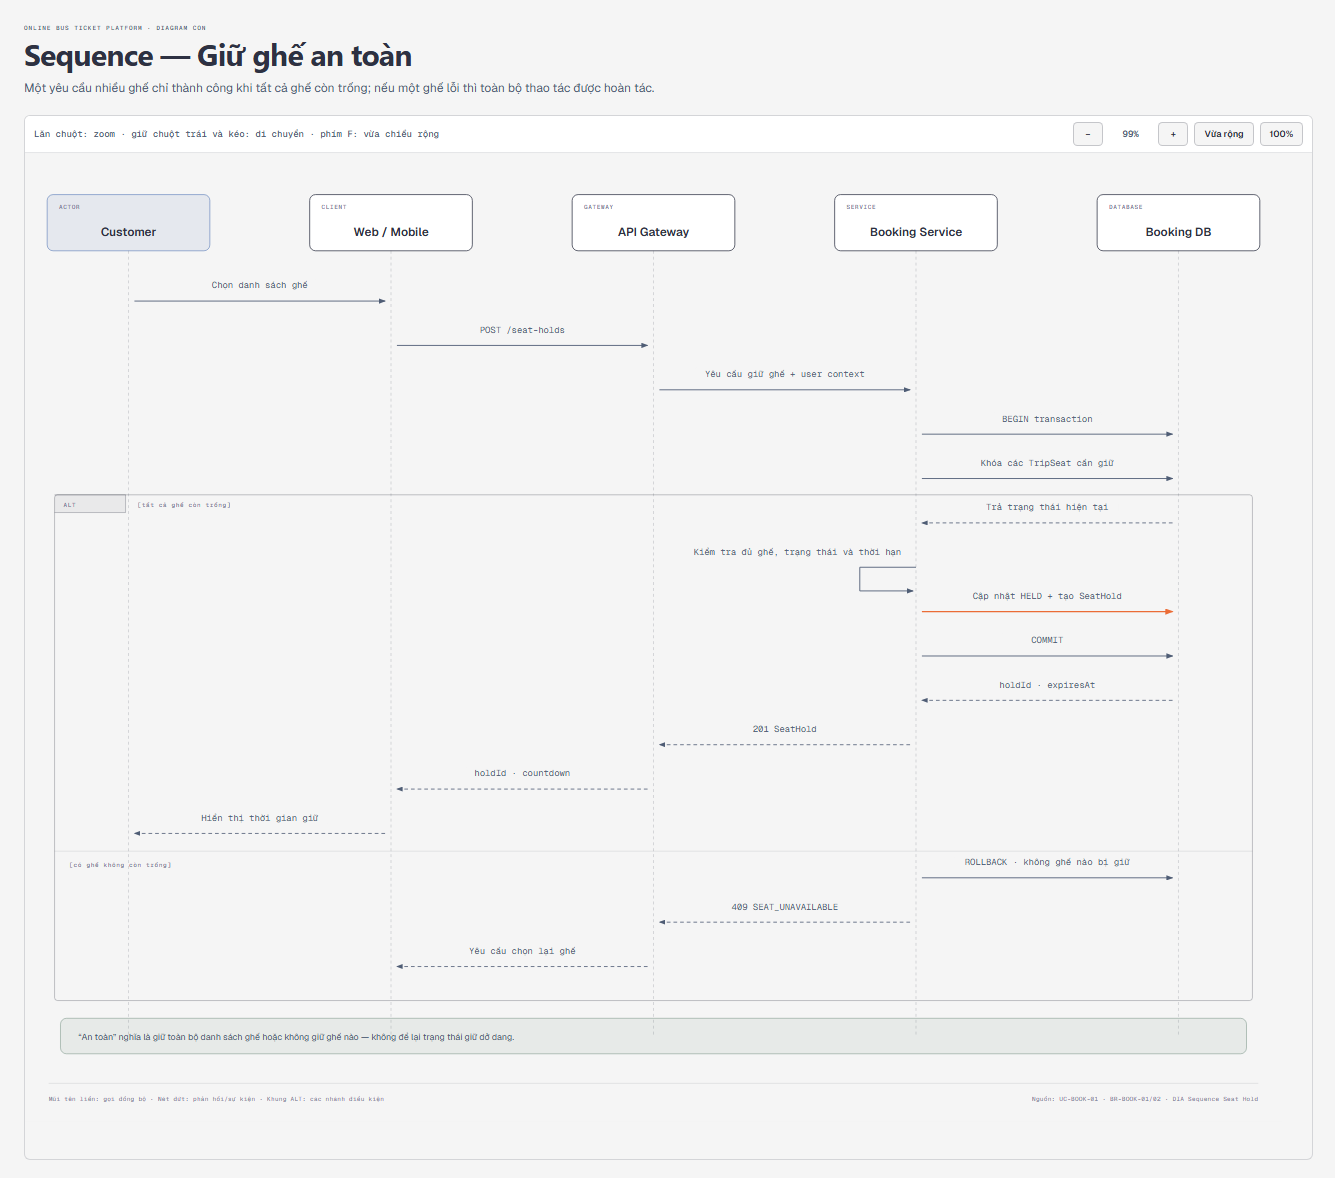 ONLINE BUS TICKET PLATFORM · DIAGRAM CON
Sequence — Giữ ghế an toàn
Một yêu cầu nhiều ghế chỉ thành công khi tất cả ghế còn trống; nếu một ghế lỗi thì toàn bộ thao tác được hoàn tác.
Lăn chuột: zoom · giữ chuột trái và kéo: di chuyển · phím F: vừa chiều rộng
− 99% + Vừa rộng 100%
ACTOR CLIENT GATEWAY SERVICE DATABASE
Customer Web / Mobile API Gateway Booking Service Booking DB
Chọn danh sách ghế
POST /seat-holds
Yêu cầu giữ ghế + user context
BEGIN transaction
Khóa các TripSeat cần giữ
ALT [tất cả ghế còn trống]
Trả trạng thái hiện tại
Kiểm tra đủ ghế, trạng thái và thời hạn
Cập nhật HELD + tạo SeatHold
COMMIT
holdId · expiresAt
201 SeatHold
holdId · countdown
Hiển thị thời gian giữ
[có ghế không còn trống]
ROLLBACK · không ghế nào bị giữ
409 SEAT_UNAVAILABLE
Yêu cầu chọn lại ghế
“An toàn” nghĩa là giữ toàn bộ danh sách ghế hoặc không giữ ghế nào — không để lại trạng thái giữ dở dang.
Mũi tên liền: gọi đồng bộ · Nét đứt: phản hồi/sự kiện · Khung ALT: các nhánh điều kiện
Nguồn: UC-BOOK-01 · BR-BOOK-01/02 · DIA Sequence Seat Hold